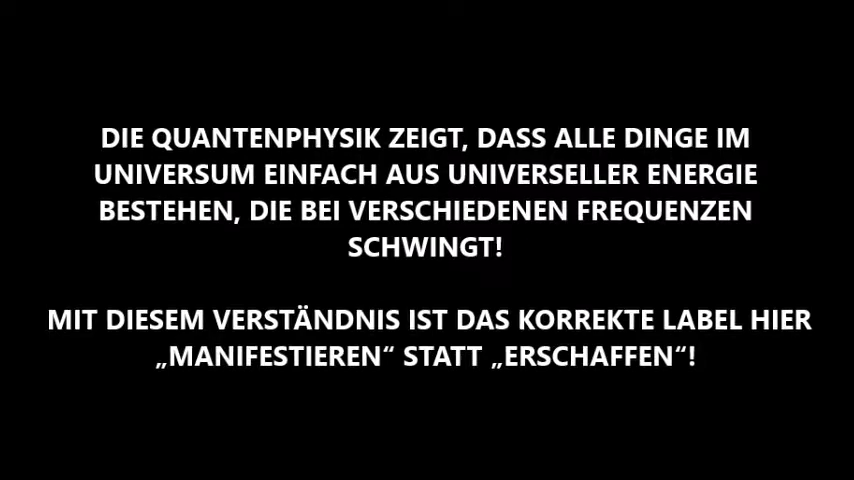 DIE QUANTENPHYSIK ZEIGT, DASS ALLE DINGE IM
UNIVERSUM EINFACH AUS UNIVERSELLER ENERGIE
BESTEHEN, DIE BEI VERSCHIEDENEN FREQUENZEN
SCHWINGT!
MIT DIESEM VERSTÄNDNIS IST DAS KORREKTE LABEL HIER
„MANIFESTIEREN“ STATT „ERSCHAFFEN“!